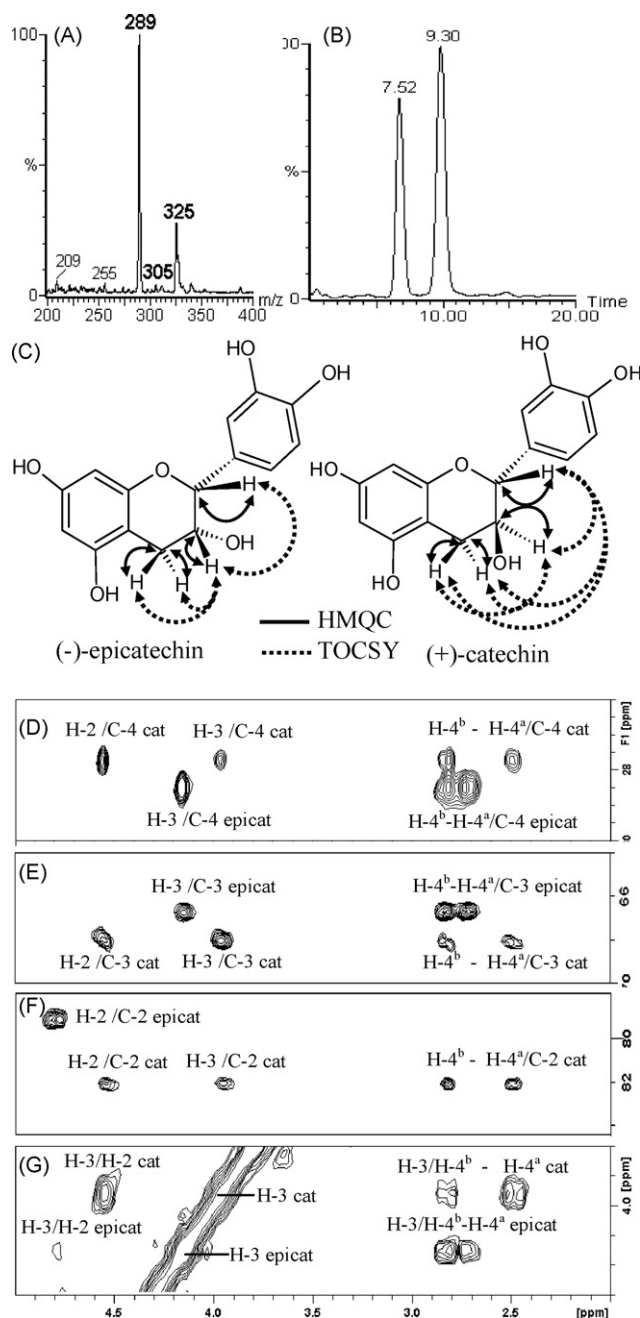 (A)
100
289
%
325
209
255
305
0
200 250 300 350 400 m/z
(B)
00
7.52
9.30
%
0
10.00 20.00
Time
(C)
HO
OH
HO
O
H
OH
H
H
H
OH
(-)-epicatechin
HO
OH
HO
O
H
H
OH
H
H
OH
(+)-catechin
HMQC
TOCSY
(D)
H-2 /C-4 cat
H-3 /C-4 cat
H-4ᵇ - H-4ᵃ/C-4 cat
H-3 /C-4 epicat
H-4ᵇ-H-4ᵃ/C-4 epicat
F1 [ppm]
28
0
(E)
H-3 /C-3 epicat
H-4ᵇ-H-4ᵃ/C-3 epicat
H-2 /C-3 cat
H-3 /C-3 cat
H-4ᵇ - H-4ᵃ/C-3 cat
66
70
(F)
H-2 /C-2 epicat
H-2 /C-2 cat
H-3 /C-2 cat
H-4ᵇ - H-4ᵃ/C-2 cat
80
82
(G)
H-3/H-2 cat
H-3/H-4ᵇ - H-4ᵃ cat
H-3 cat
H-3/H-2 epicat
H-3/H-4ᵇ-H-4ᵃ epicat
H-3 epicat
4.0
4.5 4.0 3.5 3.0 2.5 [ppm]